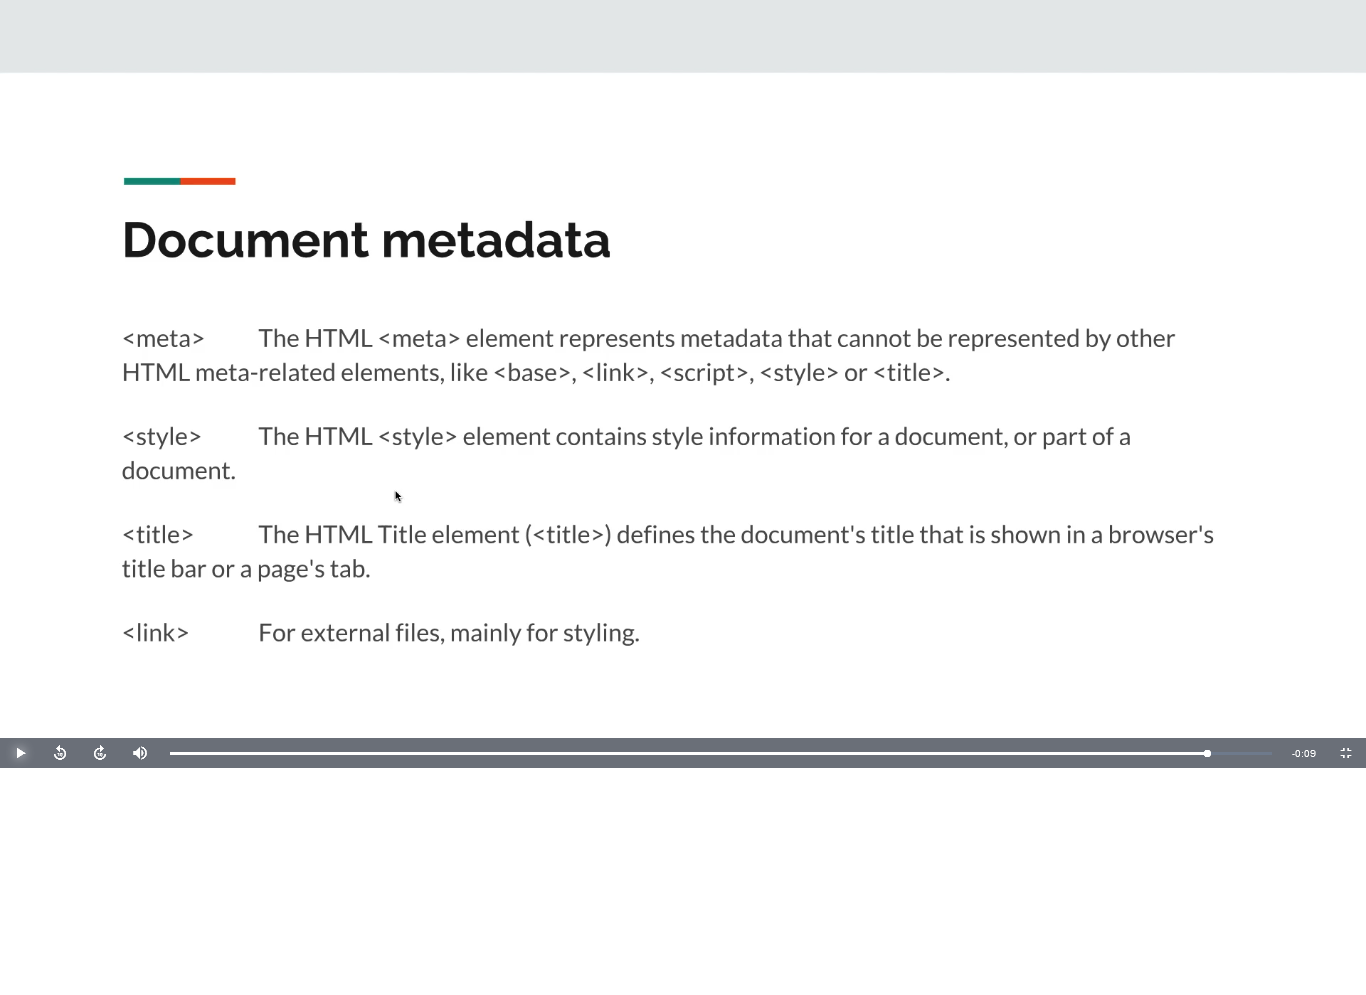 Document metadata
<meta> The HTML <meta> element represents metadata that cannot be represented by other
HTML meta-related elements, like <base>, <link>, <script>, <style> or <title>.
<style> The HTML <style> element contains style information for a document, or part of a
document.
<title> The HTML Title element (<title>) defines the document's title that is shown in a browser's
title bar or a page's tab.
<link> For external files, mainly for styling.
-0:09